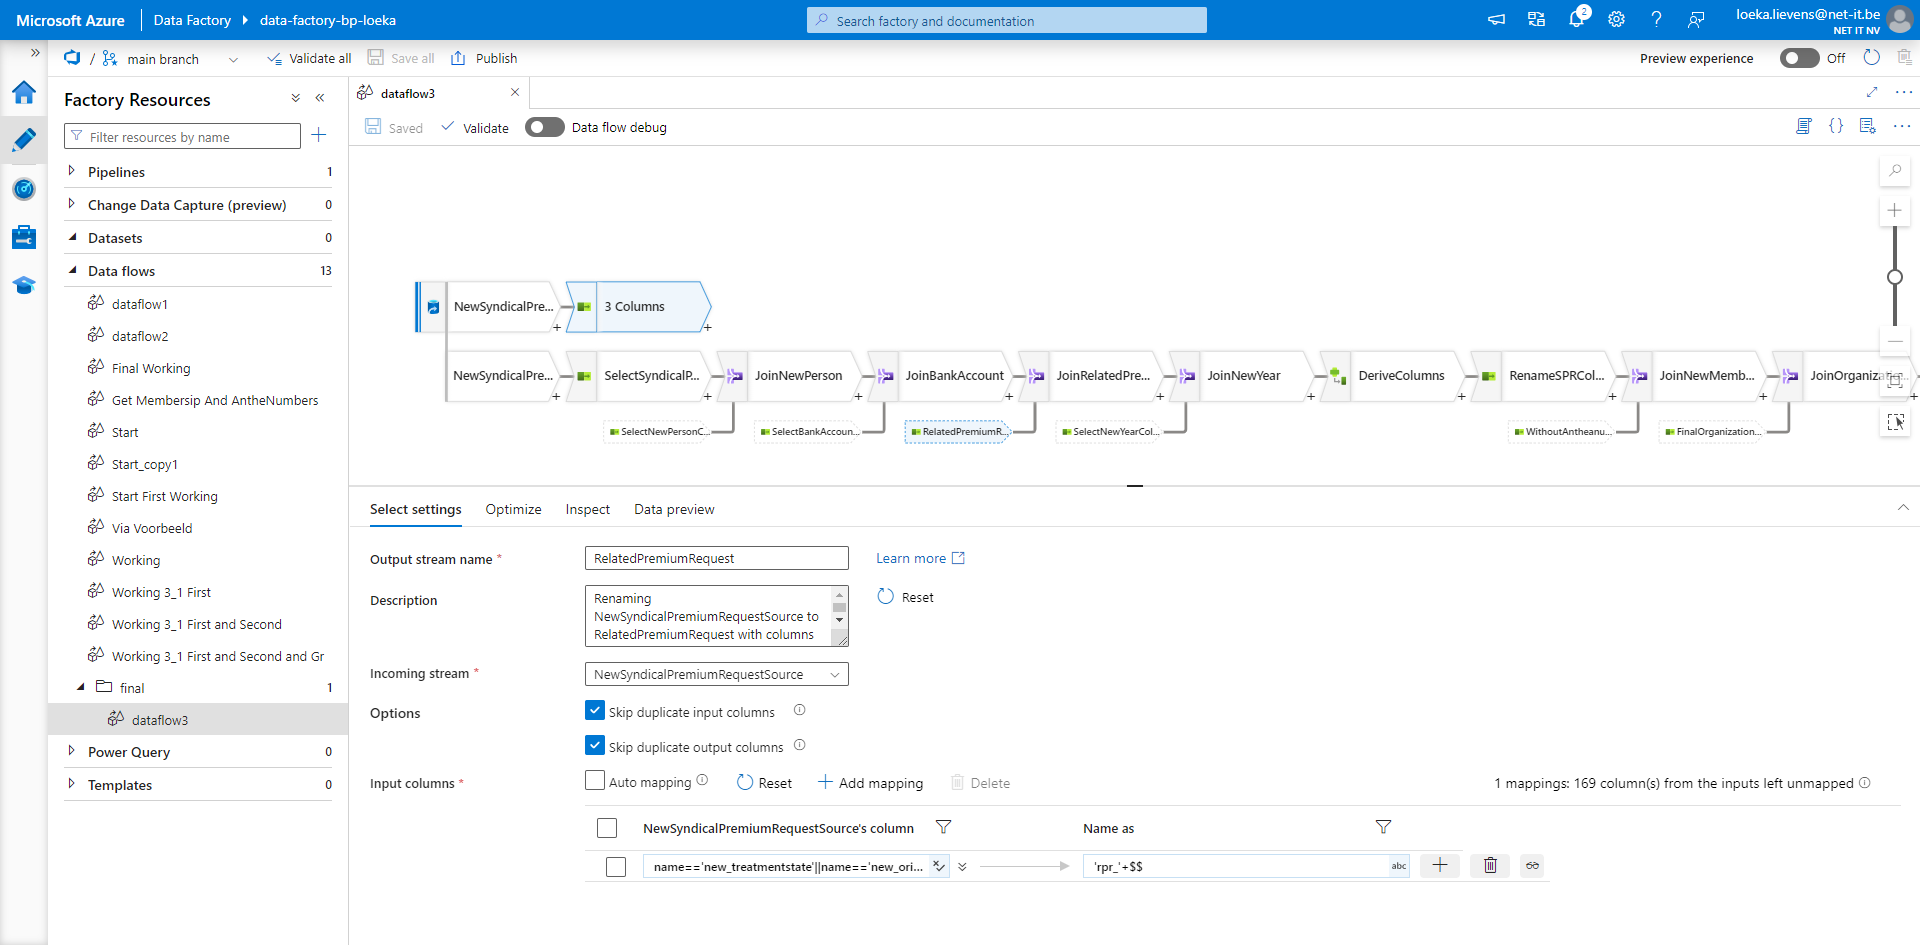 Microsoft Azure
Data Factory
data-factory-bp-loeka
Search factory and documentation
2
loeka.lievens@net-it.be
NET IT NV
/
main branch
Validate all
Save all
Publish
Preview experience
Off
Factory Resources
Filter resources by name
Pipelines 1
Change Data Capture (preview) 0
Datasets 0
Data flows 13
dataflow1
dataflow2
Final Working
Get Membersip And AntheNumbers
Start
Start_copy1
Start First Working
Via Voorbeeld
Working
Working 3_1 First
Working 3_1 First and Second
Working 3_1 First and Second and Gr
final 1
dataflow3
Power Query 0
Templates 0
dataflow3
Saved
Validate
Data flow debug
NewSyndicalPre...
3 Columns
NewSyndicalPre...
SelectSyndicalP...
JoinNewPerson
JoinBankAccount
JoinRelatedPre...
JoinNewYear
DeriveColumns
RenameSPRCol...
JoinNewMemb...
SelectNewPersonC...
SelectBankAccoun...
RelatedPremiumR...
SelectNewYearCol...
WithoutAntheanu...
FinalOrganization...
Select settings
Optimize
Inspect
Data preview
Output stream name *
RelatedPremiumRequest
Learn more
Description
Renaming
NewSyndicalPremiumRequestSource to
RelatedPremiumRequest with columns
Reset
Incoming stream *
NewSyndicalPremiumRequestSource
Options
Skip duplicate input columns
Skip duplicate output columns
Input columns *
Auto mapping
Reset
Add mapping
Delete
1 mappings: 169 column(s) from the inputs left unmapped
NewSyndicalPremiumRequestSource's column
Name as
name=='new_treatmentstate'||name=='new_ori...
'rpr_'+$$
abc